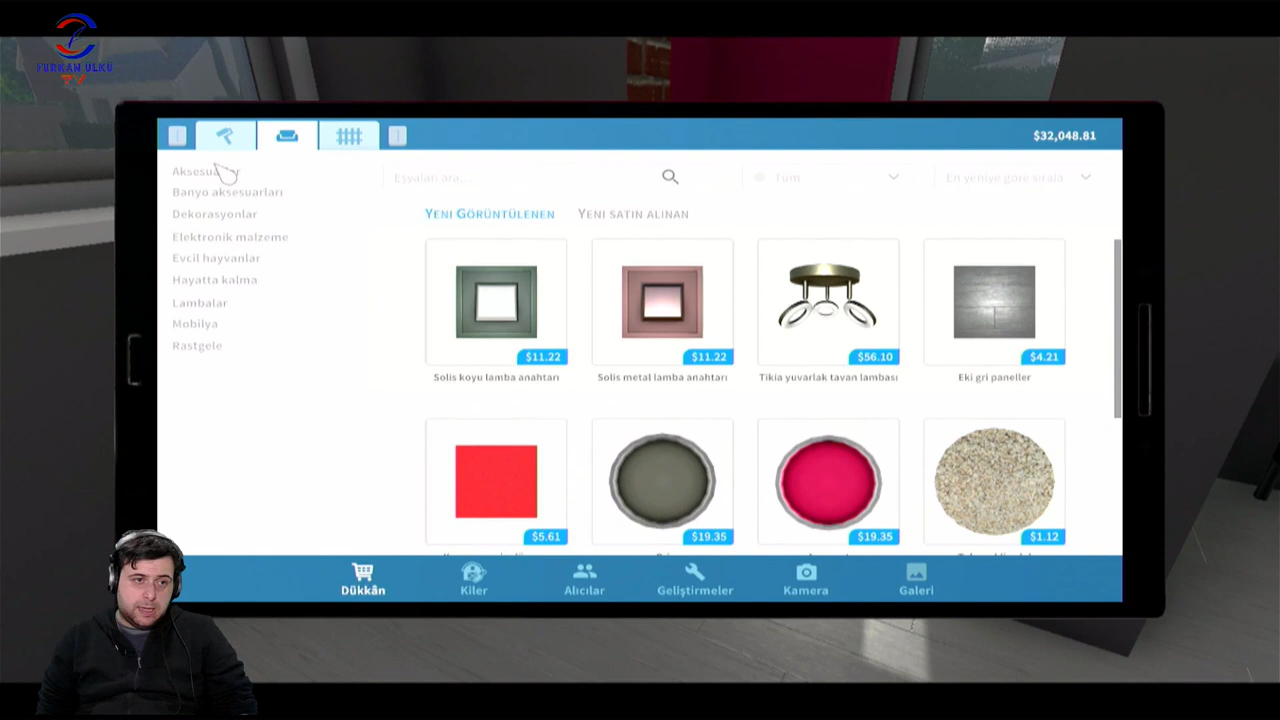 FURKAN ÜLKÜ
TV
$32,048.81
Aksesuarlar
Banyo aksesuarları
Dekorasyonlar
Elektronik malzeme
Evcil hayvanlar
Hayatta kalma
Lambalar
Mobilya
Rastgele
Eşyaları ara...
Tüm
En yeniye göre sırala
YENİ GÖRÜNTÜLENEN
YENİ SATIN ALINAN
$11.22
$11.22
$56.10
$4.21
Solis koyu lamba anahtarı
Solis metal lamba anahtarı
Tikia yuvarlak tavan lambası
Eki gri paneller
$5.61
$19.35
$19.35
$1.12
Dükkân
Kiler
Alıcılar
Geliştirmeler
Kamera
Galeri